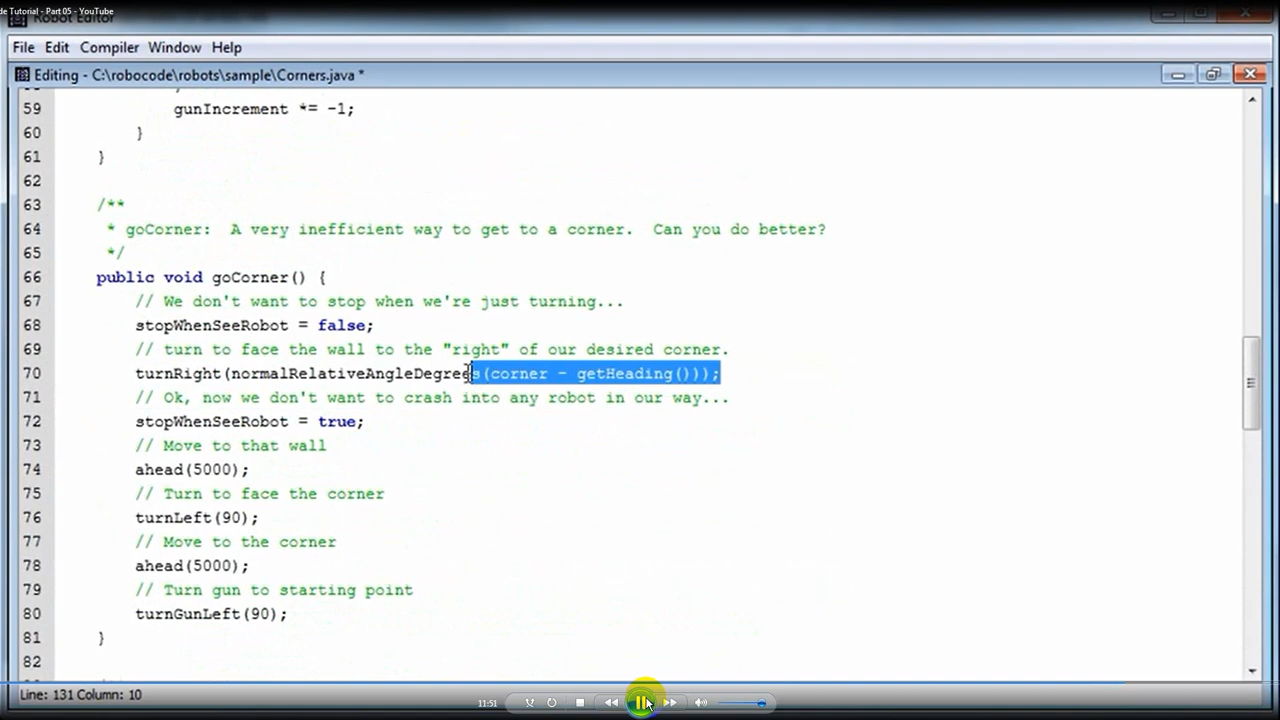 de Tutorial - Part 05 - YouTube
Robot Editor
File Edit Compiler Window Help
Editing - C:\robocode\robots\sample\Corners.java *
59 gunIncrement *= -1;
60 }
61 }
62
63 /**
64 * goCorner:  A very inefficient way to get to a corner.  Can you do better?
65 */
66 public void goCorner() {
67 // We don't want to stop when we're just turning...
68 stopWhenSeeRobot = false;
69 // turn to face the wall to the "right" of our desired corner.
70 turnRight(normalRelativeAngleDegrees(corner - getHeading()));
71 // Ok, now we don't want to crash into any robot in our way...
72 stopWhenSeeRobot = true;
73 // Move to that wall
74 ahead(5000);
75 // Turn to face the corner
76 turnLeft(90);
77 // Move to the corner
78 ahead(5000);
79 // Turn gun to starting point
80 turnGunLeft(90);
81 }
82
Line: 131 Column: 10
11:51